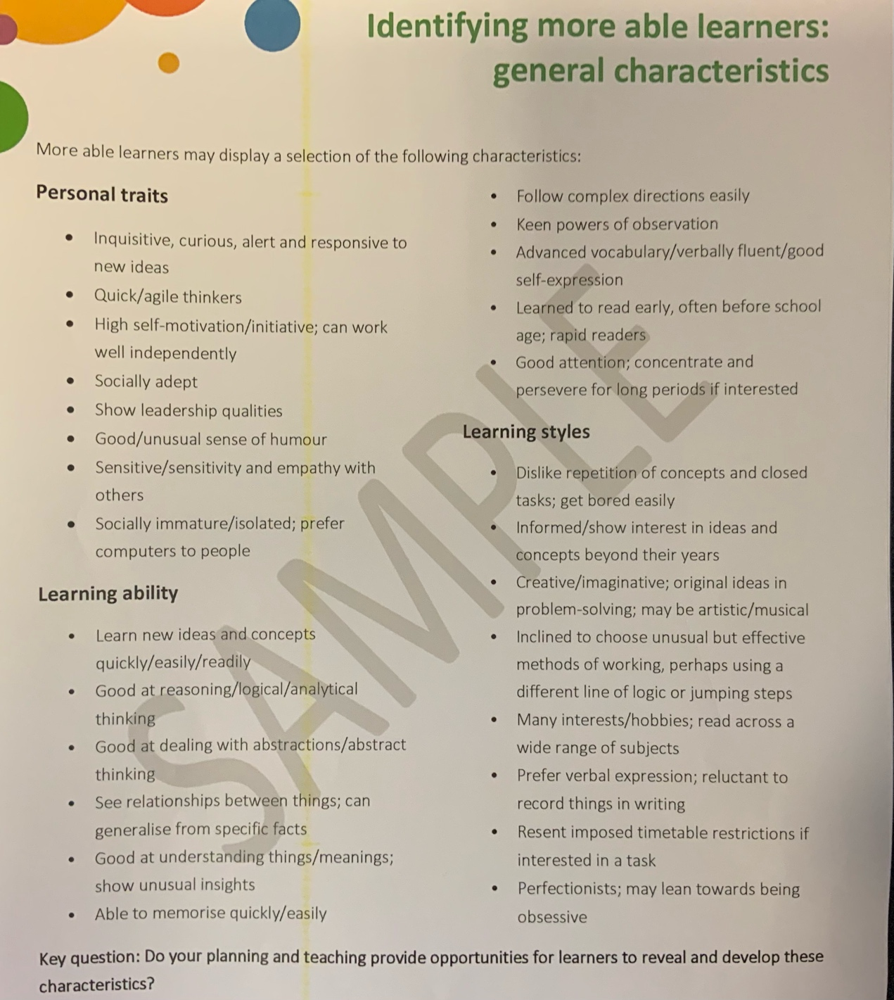 Identifying more able learners:
general characteristics
More able learners may display a selection of the following characteristics:
Personal traits
• Inquisitive, curious, alert and responsive to
new ideas
• Quick/agile thinkers
• High self-motivation/initiative; can work
well independently
• Socially adept
• Show leadership qualities
• Good/unusual sense of humour
• Sensitive/sensitivity and empathy with
others
• Socially immature/isolated; prefer
computers to people
Learning ability
• Learn new ideas and concepts
quickly/easily/readily
• Good at reasoning/logical/analytical
thinking
• Good at dealing with abstractions/abstract
thinking
• See relationships between things; can
generalise from specific facts
• Good at understanding things/meanings;
show unusual insights
• Able to memorise quickly/easily
• Follow complex directions easily
• Keen powers of observation
• Advanced vocabulary/verbally fluent/good
self-expression
• Learned to read early, often before school
age; rapid readers
• Good attention; concentrate and
persevere for long periods if interested
Learning styles
• Dislike repetition of concepts and closed
tasks; get bored easily
• Informed/show interest in ideas and
concepts beyond their years
• Creative/imaginative; original ideas in
problem-solving; may be artistic/musical
• Inclined to choose unusual but effective
methods of working, perhaps using a
different line of logic or jumping steps
• Many interests/hobbies; read across a
wide range of subjects
• Prefer verbal expression; reluctant to
record things in writing
• Resent imposed timetable restrictions if
interested in a task
• Perfectionists; may lean towards being
obsessive
Key question: Do your planning and teaching provide opportunities for learners to reveal and develop these
characteristics?
SAMPLE